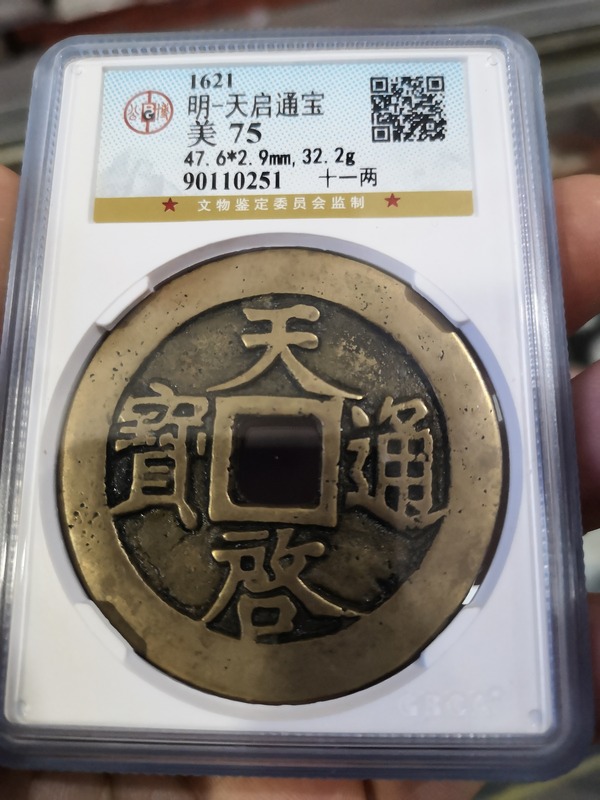 1621
明-天启通宝
美 75
47.6*2.9mm,32.2g
90110251 十一两
文物鉴定委员会监制
天
寶 通
啓